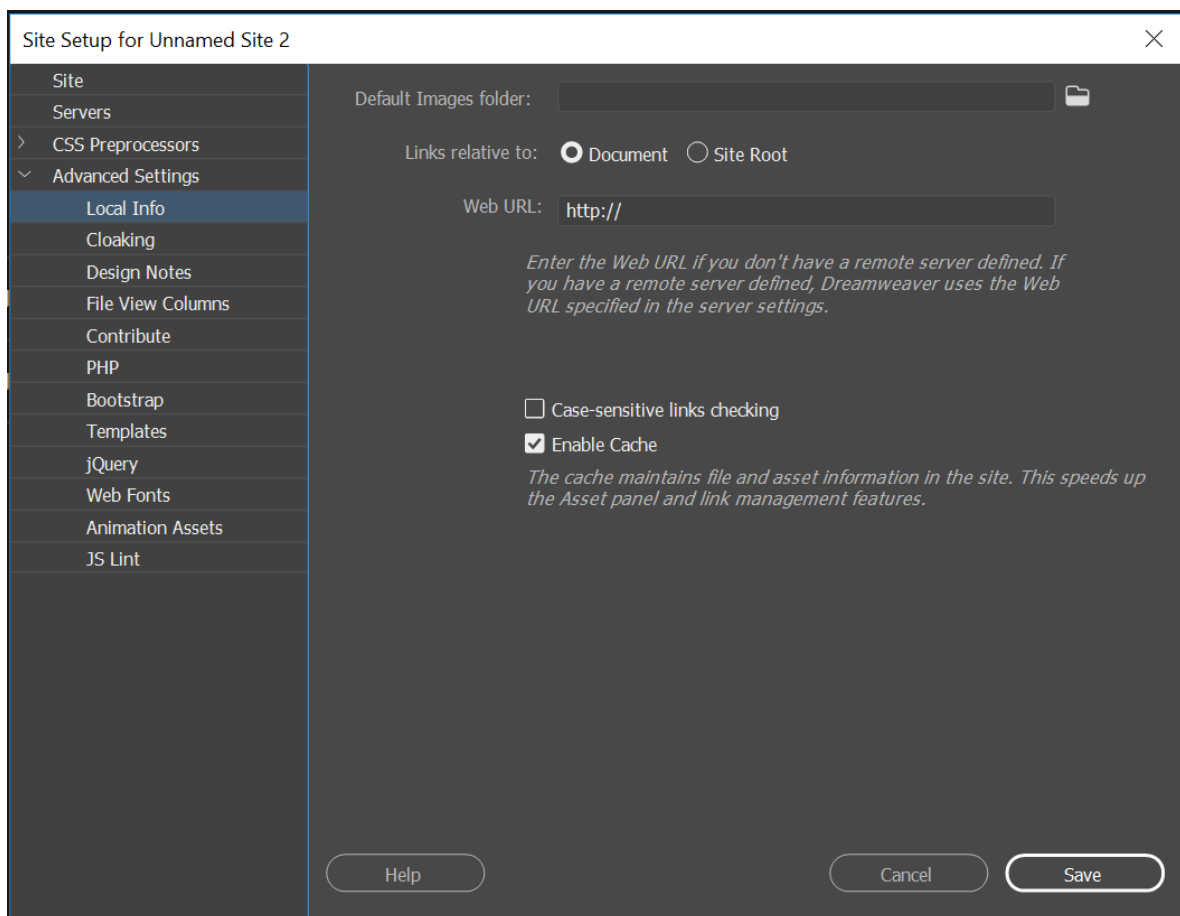 Site Setup for Unnamed Site 2
Site
Servers
CSS Preprocessors
Advanced Settings
Local Info
Cloaking
Design Notes
File View Columns
Contribute
PHP
Bootstrap
Templates
jQuery
Web Fonts
Animation Assets
JS Lint
Default Images folder:
Links relative to: Document Site Root
Web URL: http://
Enter the Web URL if you don't have a remote server defined. If
you have a remote server defined, Dreamweaver uses the Web
URL specified in the server settings.
Case-sensitive links checking
Enable Cache
The cache maintains file and asset information in the site. This speeds up
the Asset panel and link management features.
Help Cancel Save